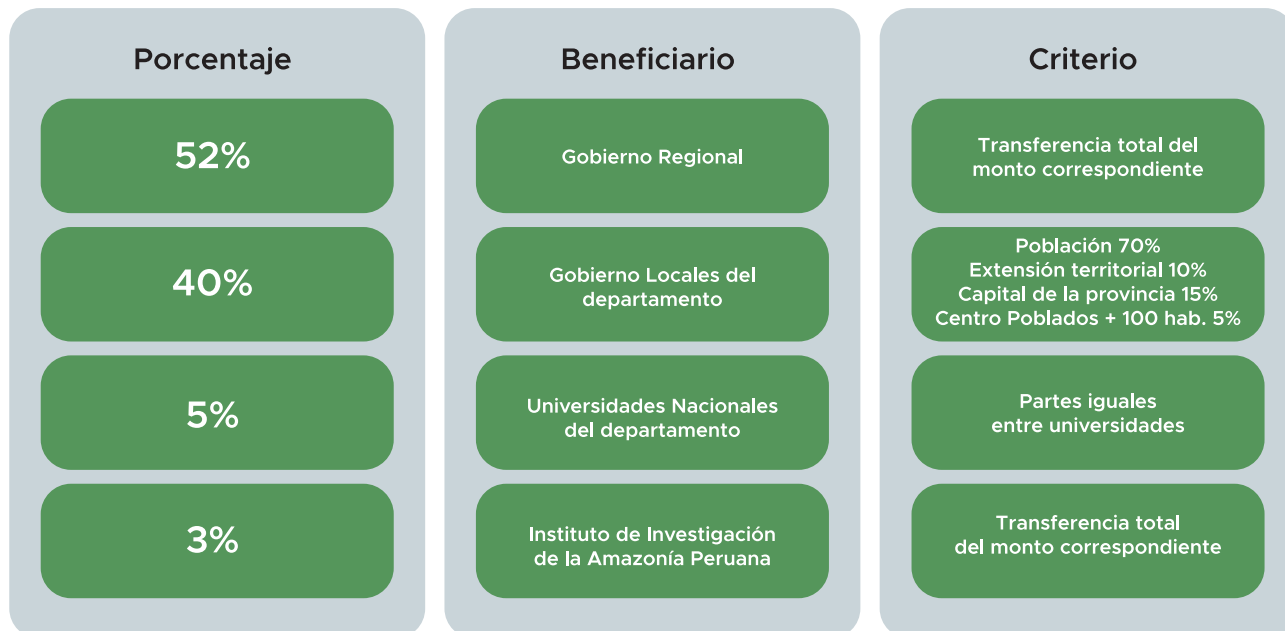 Porcentaje
Beneficiario
Criterio
52%
Gobierno Regional
Transferencia total del
monto correspondiente
40%
Gobierno Locales del
departamento
Población 70%
Extensión territorial 10%
Capital de la provincia 15%
Centro Poblados + 100 hab. 5%
5%
Universidades Nacionales
del departamento
Partes iguales
entre universidades
3%
Instituto de Investigación
de la Amazonía Peruana
Transferencia total
del monto correspondiente